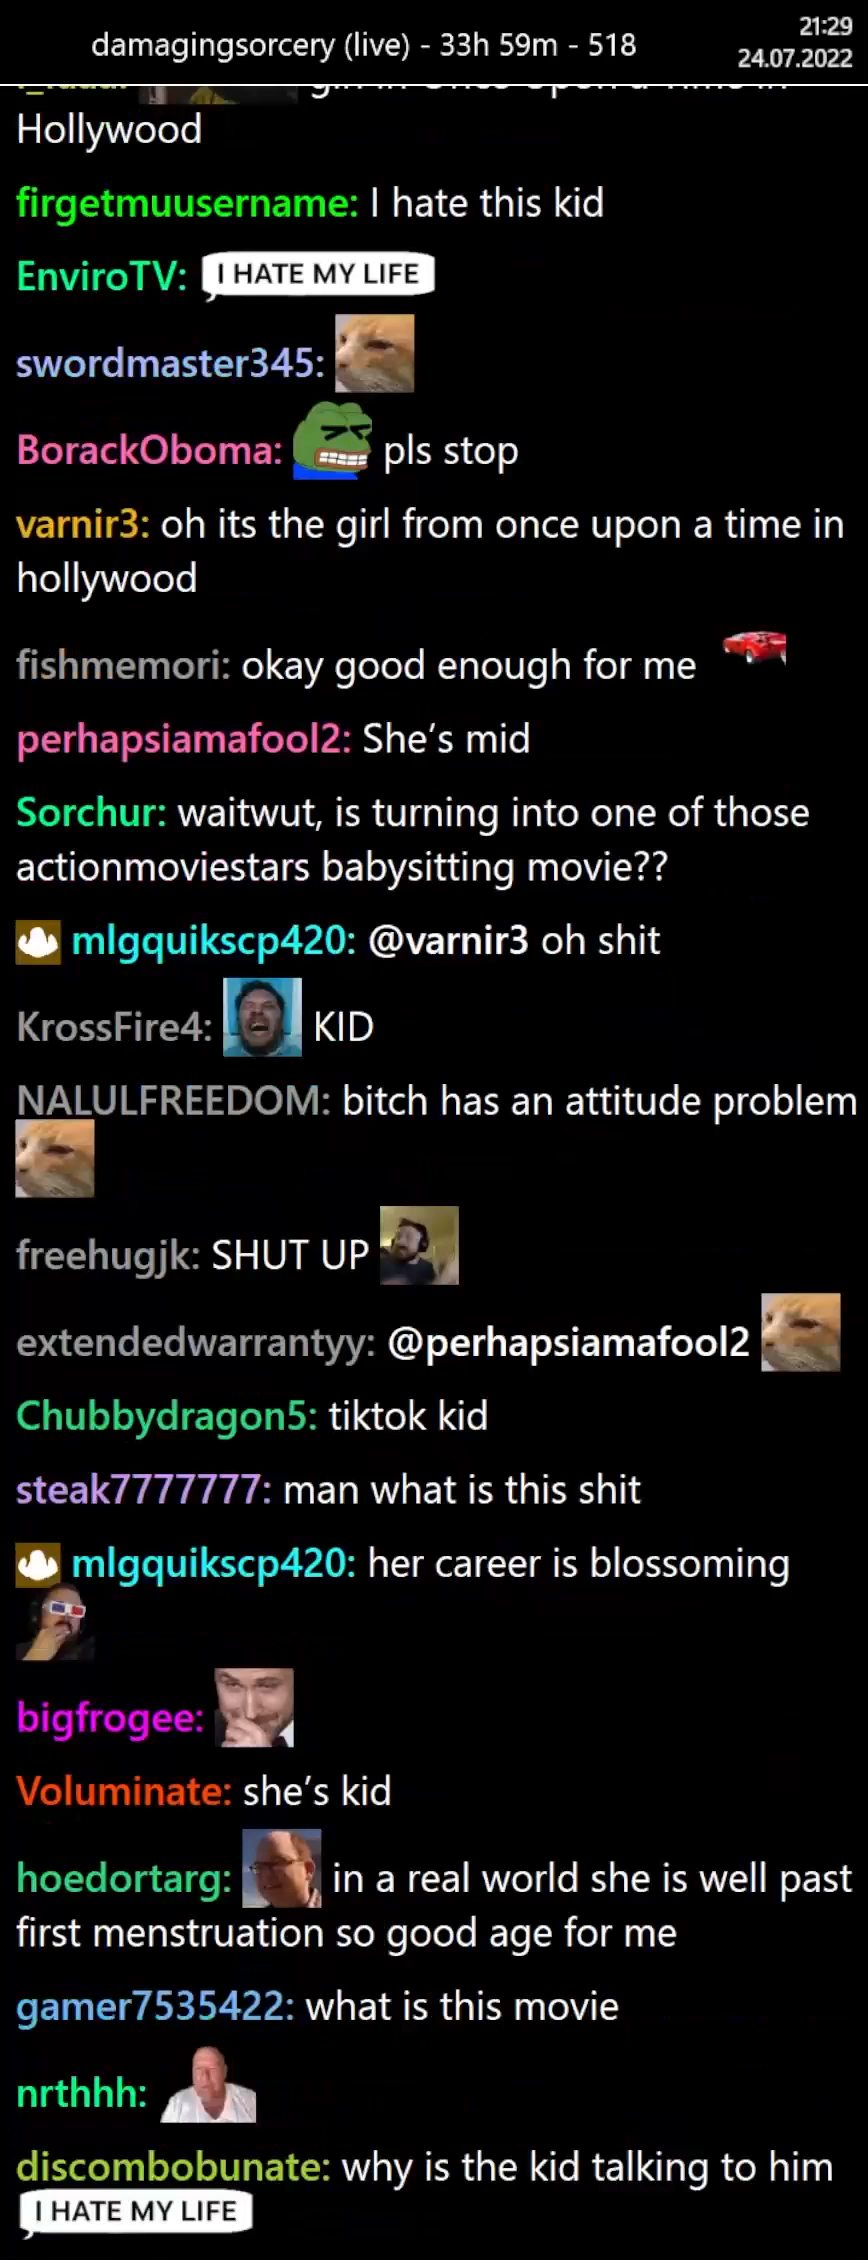 damagingsorcery (live) - 33h 59m - 518
21:29
24.07.2022
Hollywood
firgetmuusername: I hate this kid
EnviroTV: I HATE MY LIFE
swordmaster345:
BorackOboma: pls stop
varnir3: oh its the girl from once upon a time in
hollywood
fishmemori: okay good enough for me
perhapsiamafool2: She's mid
Sorchur: waitwut, is turning into one of those
actionmoviestars babysitting movie??
mlgquikscp420: @varnir3 oh shit
KrossFire4: KID
NALULFREEDOM: bitch has an attitude problem
freehugjk: SHUT UP
extendedwarrantyy: @perhapsiamafool2
Chubbydragon5: tiktok kid
steak7777777: man what is this shit
mlgquikscp420: her career is blossoming
bigfrogee:
Voluminate: she's kid
hoedortarg: in a real world she is well past
first menstruation so good age for me
gamer7535422: what is this movie
nrthhh:
discombobunate: why is the kid talking to him
I HATE MY LIFE